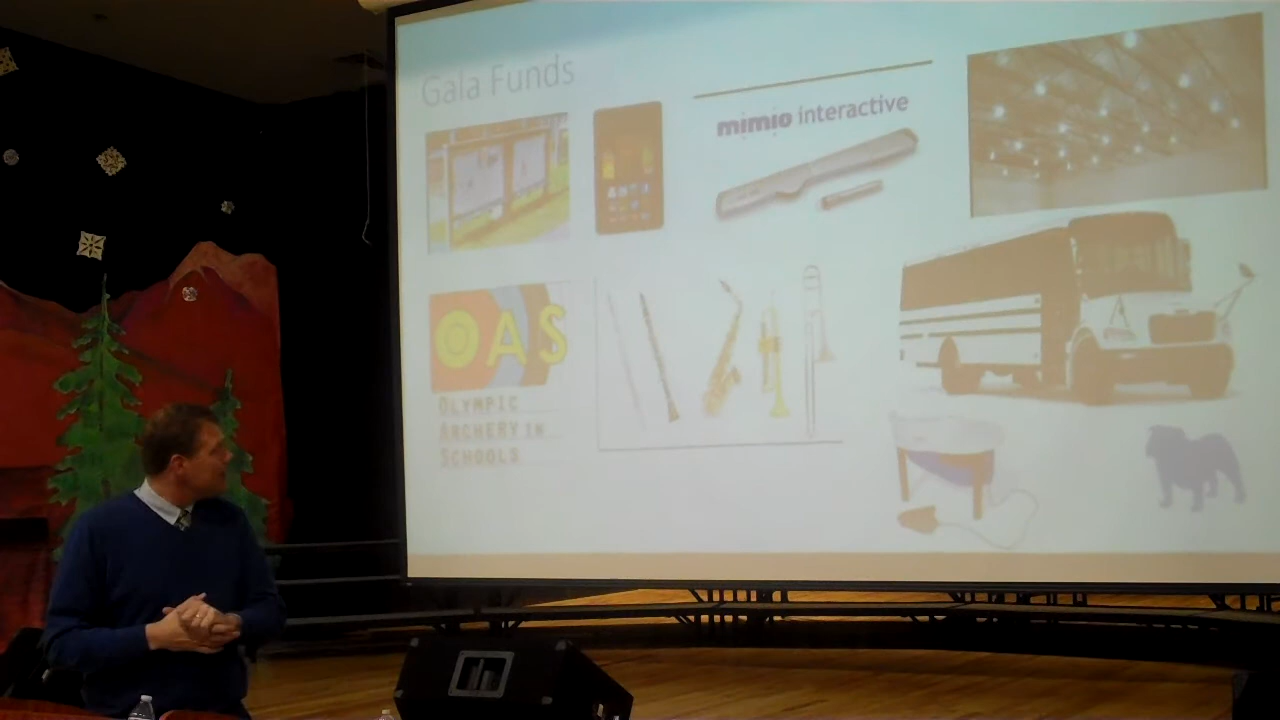 Gala Funds
mimio interactive
OAS
OLYMPIC
ARCHERY IN
SCHOOLS